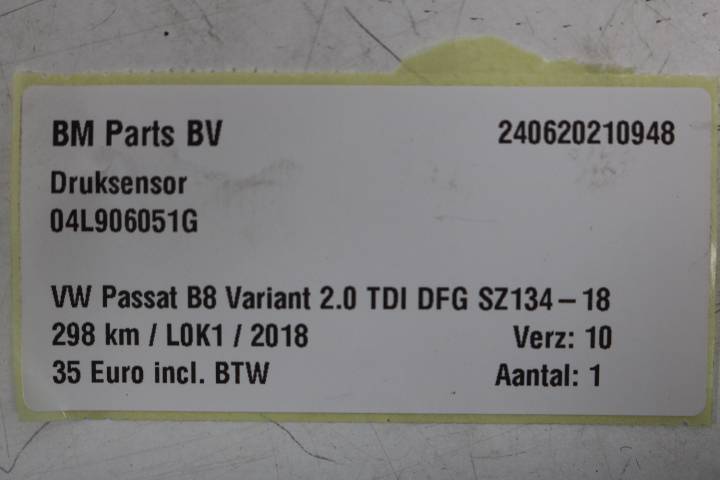 BM Parts BV 240620210948
Druksensor
04L906051G
VW Passat B8 Variant 2.0 TDI DFG SZ134-18
298 km / L0K1 / 2018 Verz: 10
35 Euro incl. BTW Aantal: 1